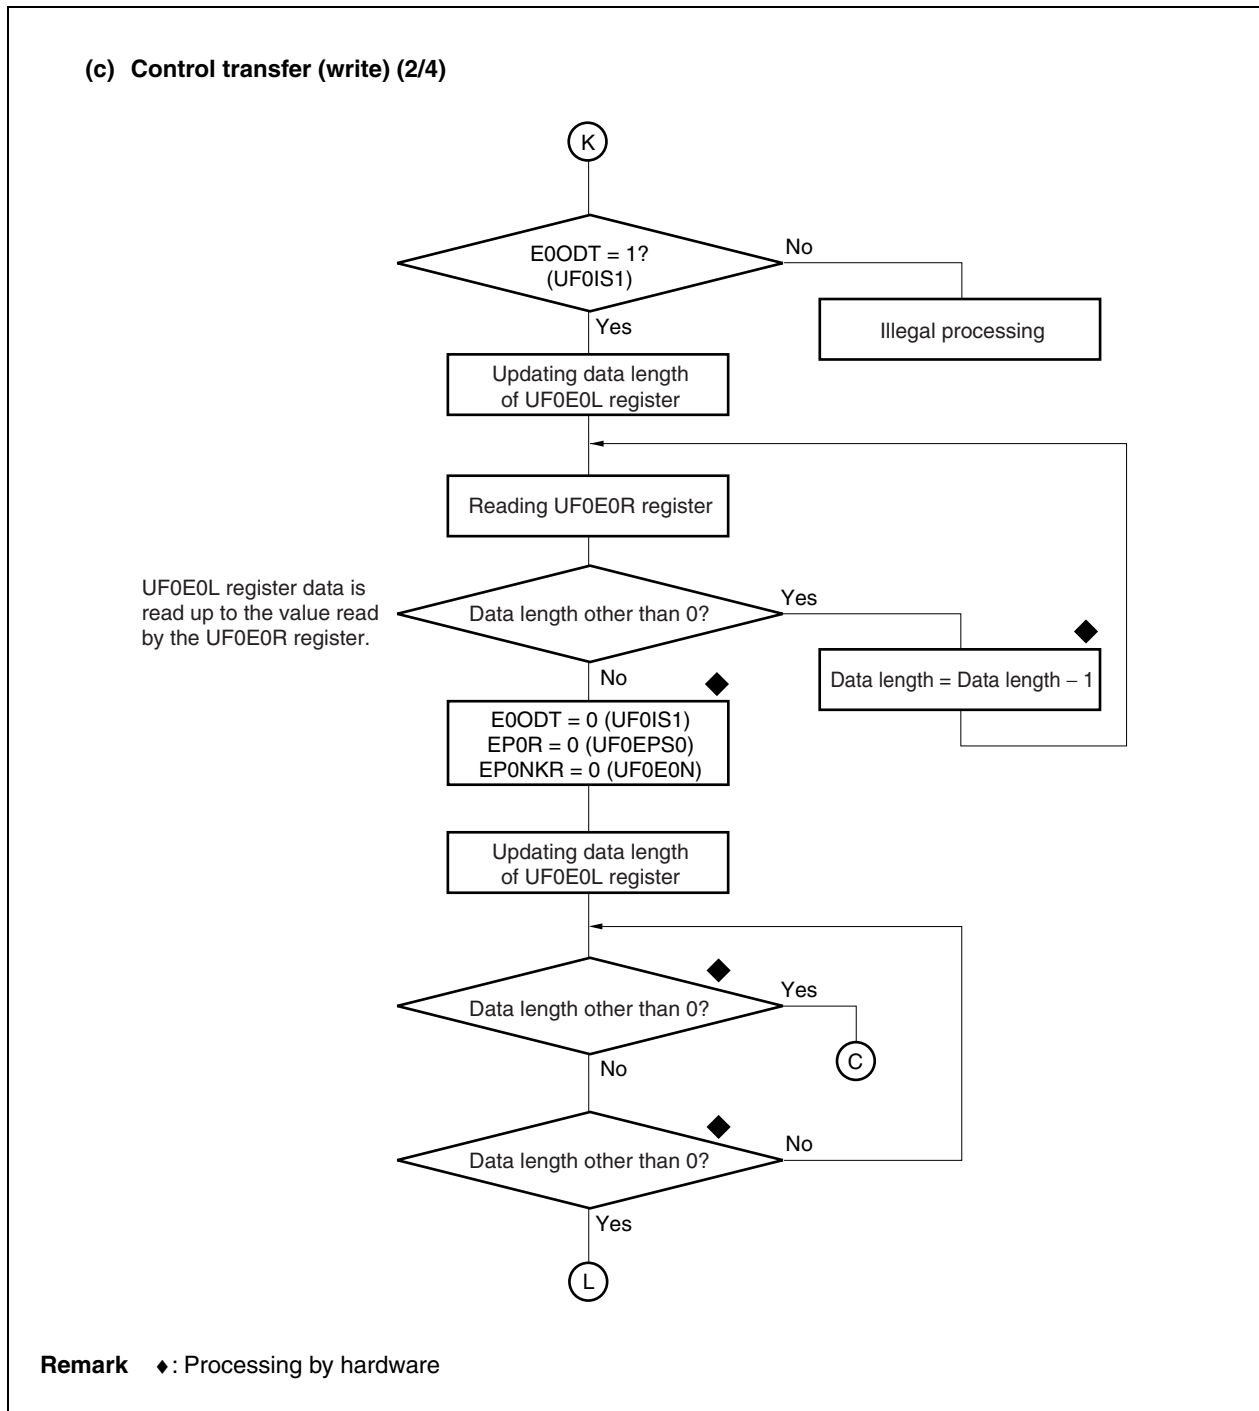 (c) Control transfer (write) (2/4)
K
E0ODT = 1?
(UF0IS1)
No
Illegal processing
Yes
Updating data length
of UF0E0L register
Reading UF0E0R register
UF0E0L register data is
read up to the value read
by the UF0E0R register.
Data length other than 0?
Yes
Data length = Data length − 1
No
E0ODT = 0 (UF0IS1)
EP0R = 0 (UF0EPS0)
EP0NKR = 0 (UF0E0N)
Updating data length
of UF0E0L register
Data length other than 0?
Yes
C
No
Data length other than 0?
No
Yes
L
Remark ♦: Processing by hardware